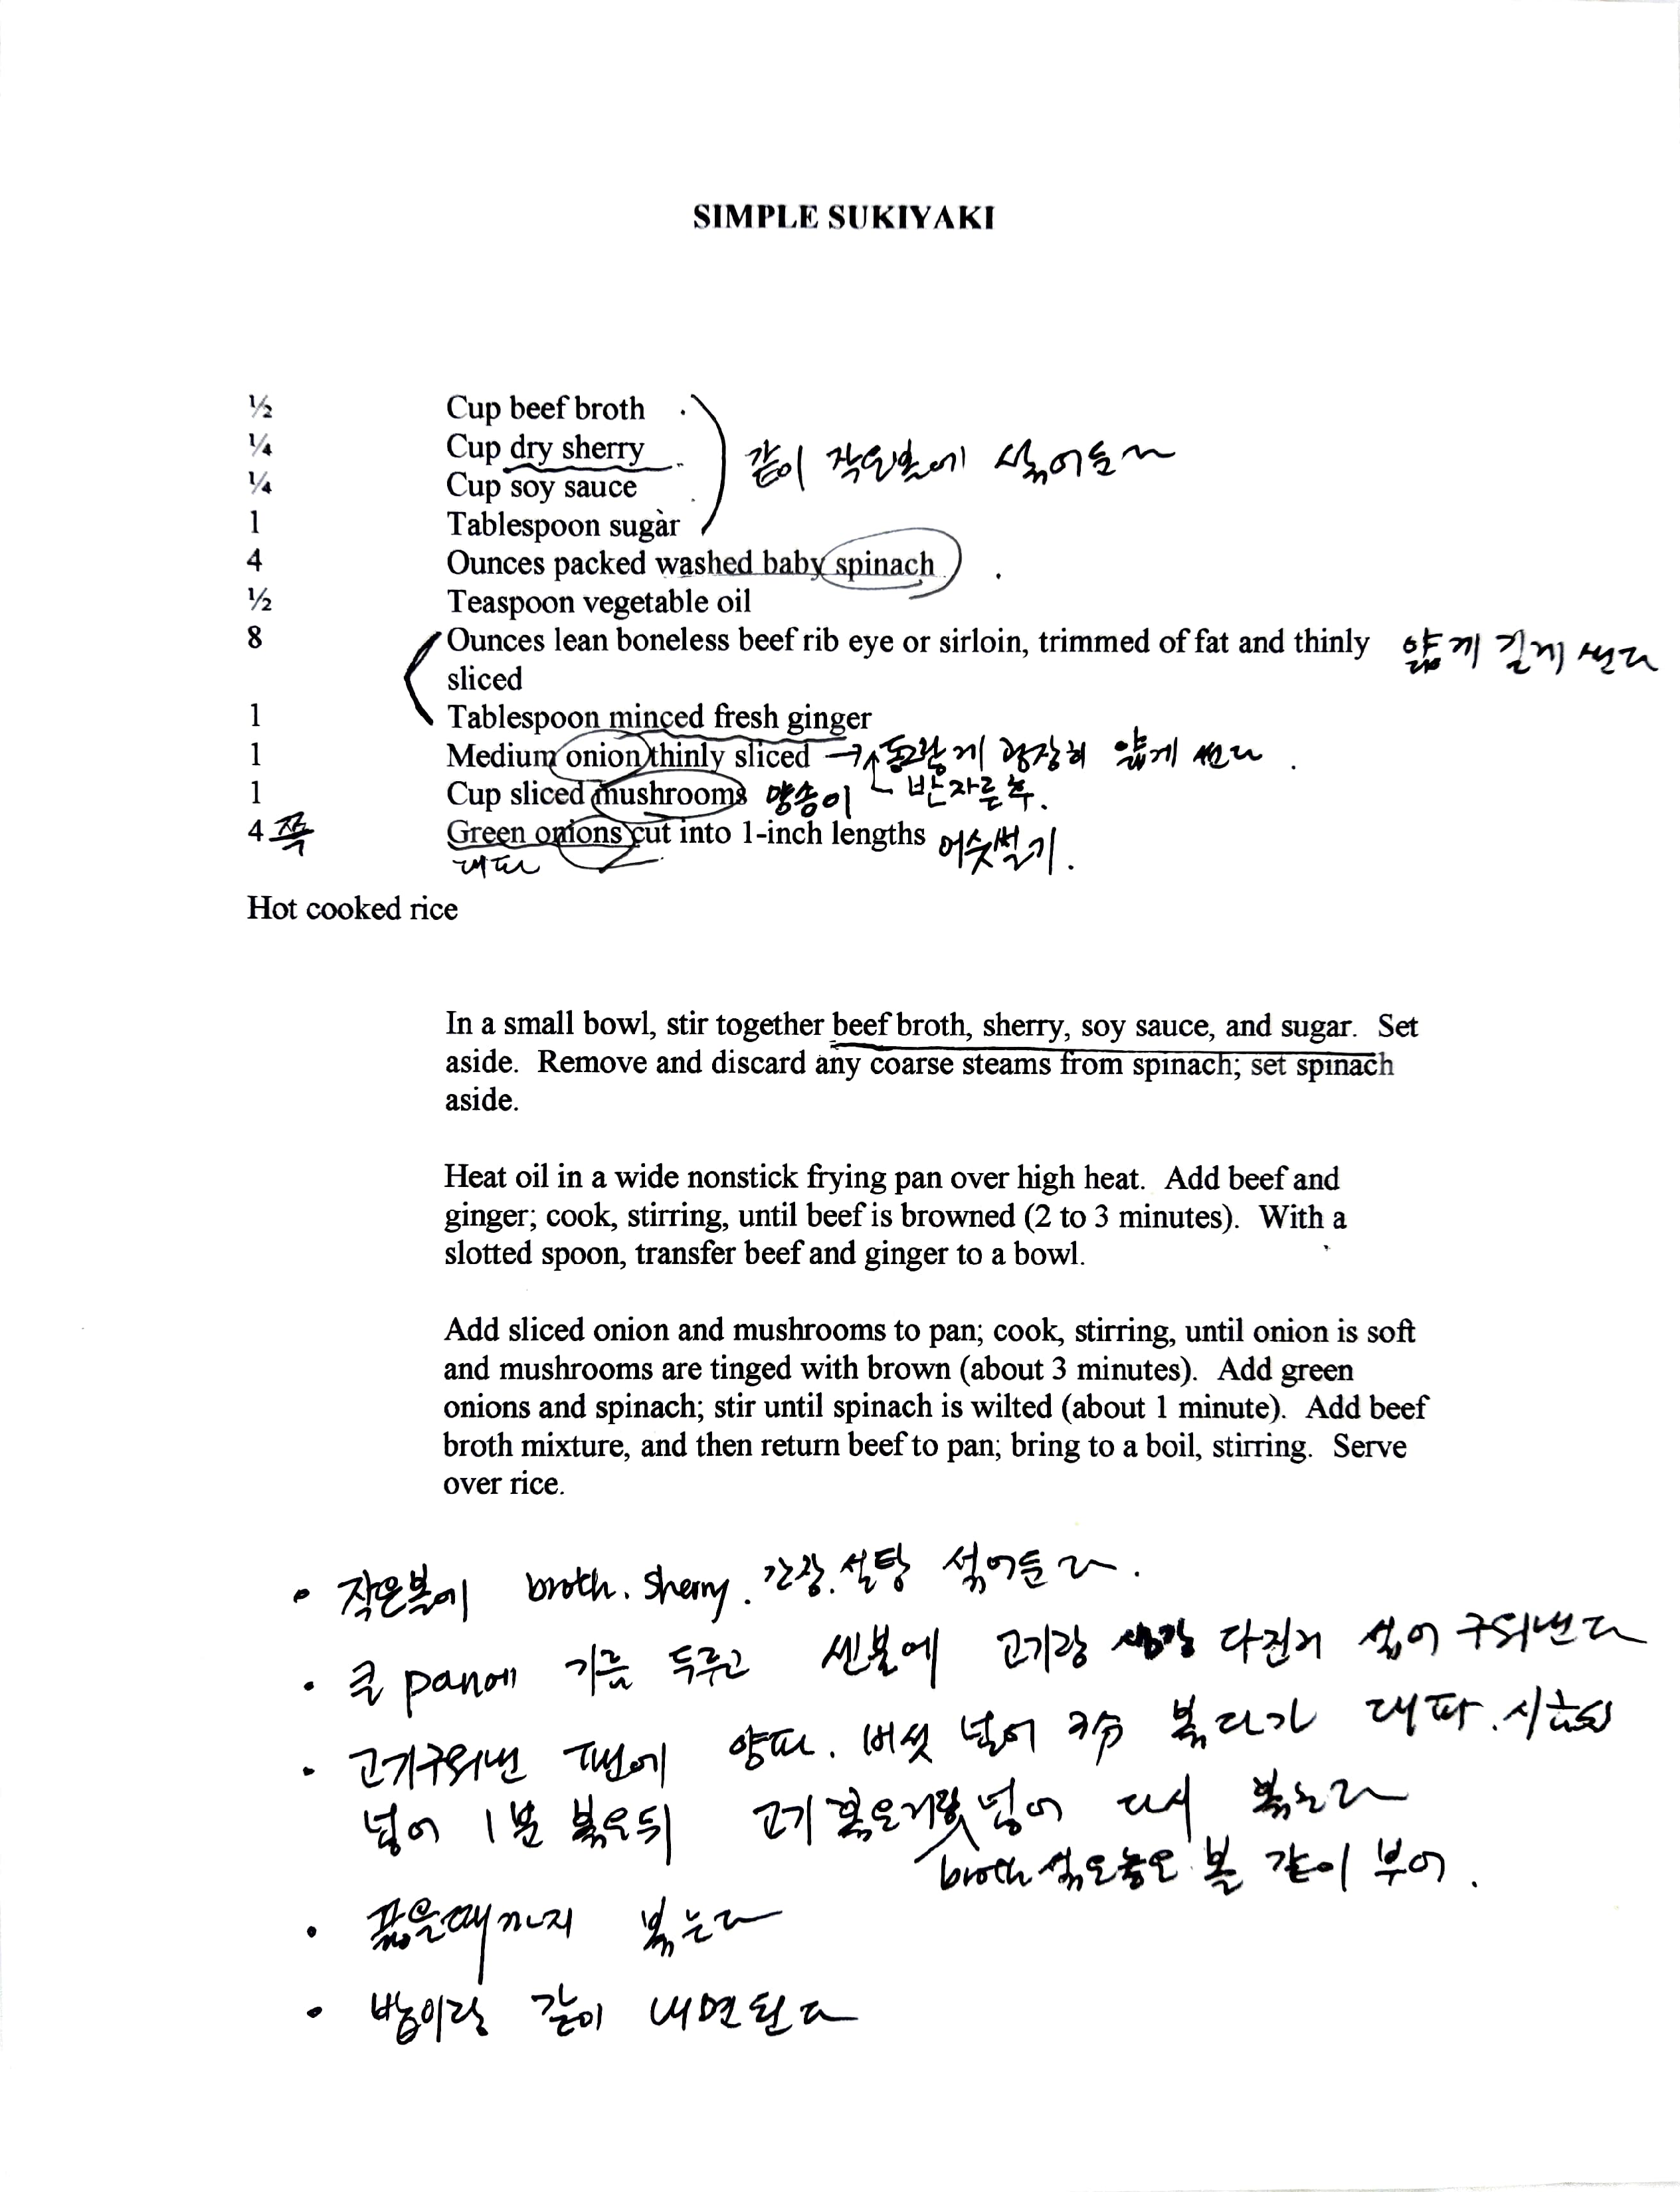 SIMPLE SUKIYAKI
½ Cup beef broth
¼ Cup dry sherry 같이 작은볼에 섞어둔다
¼ Cup soy sauce
1 Tablespoon sugar
4 Ounces packed washed baby spinach
½ Teaspoon vegetable oil
8 Ounces lean boneless beef rib eye or sirloin, trimmed of fat and thinly 얇게 길게 썬다
sliced
1 Tablespoon minced fresh ginger
1 Medium onion thinly sliced → 동그랗게 굉장히 얇게 썬다.
1 Cup sliced mushrooms 양송이 반자른후.
4 쪽 Green onions cut into 1-inch lengths 어슷썰기.
대파
Hot cooked rice
In a small bowl, stir together beef broth, sherry, soy sauce, and sugar. Set
aside. Remove and discard any coarse steams from spinach; set spinach
aside.
Heat oil in a wide nonstick frying pan over high heat. Add beef and
ginger; cook, stirring, until beef is browned (2 to 3 minutes). With a
slotted spoon, transfer beef and ginger to a bowl.
Add sliced onion and mushrooms to pan; cook, stirring, until onion is soft
and mushrooms are tinged with brown (about 3 minutes). Add green
onions and spinach; stir until spinach is wilted (about 1 minute). Add beef
broth mixture, and then return beef to pan; bring to a boil, stirring. Serve
over rice.
• 작은볼에 broth. sherry. 간장. 설탕 섞어둔다.
• 큰 pan에 기름 두루고 센불에 고기랑 생강 다진거 섞어 구워낸다
• 고기구워낸 팬에 양파. 버섯 넣어 3분 볶다가 대파. 시금치
넣어 1분 볶은뒤 고기 볶은거랑 넣어 다시 볶는다
broth 섞으놓은 볼 같이 부어.
• 끓을때까지 볶는다
• 밥이랑 같이 내면된다